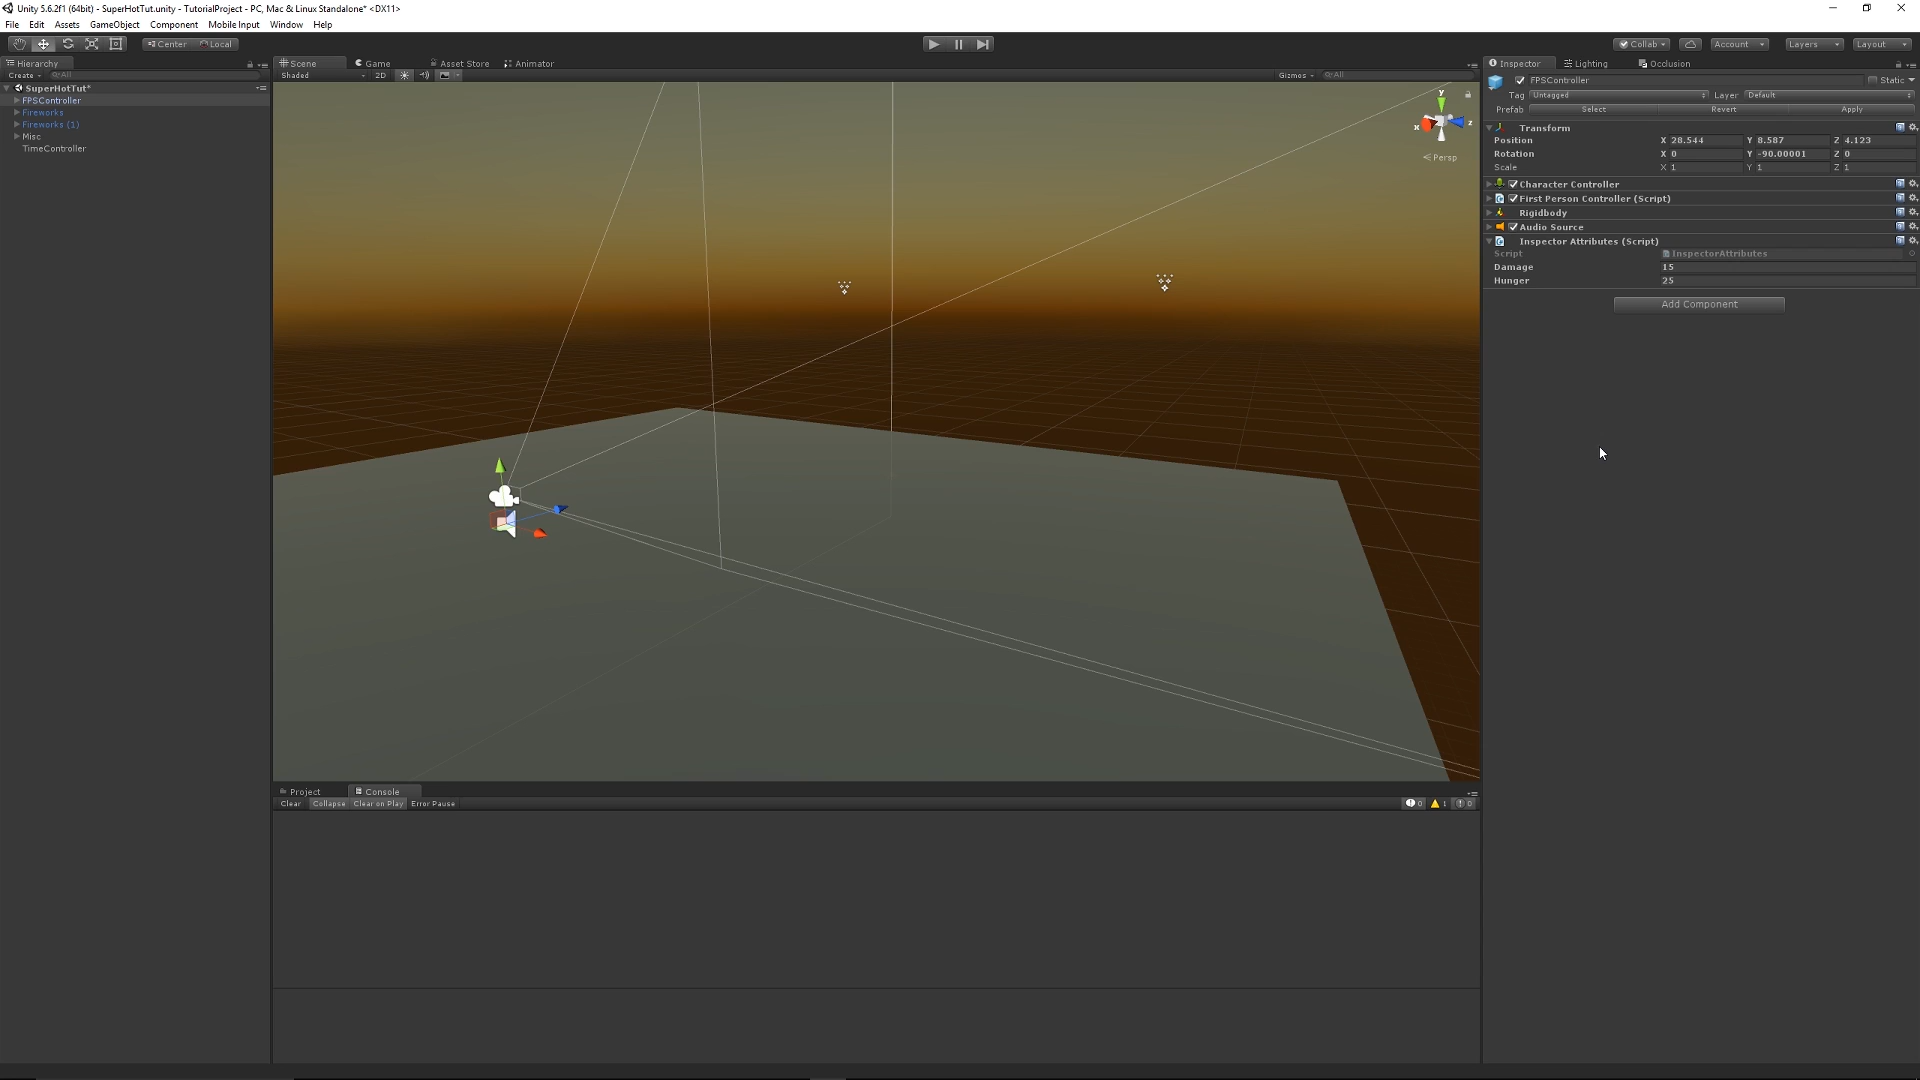 Unity 5.6.2f1 (64bit) - SuperHotTut.unity - TutorialProject - PC, Mac & Linux Standalone* <DX11>
File Edit Assets GameObject Component Mobile Input Window Help
Center Local Collab Account Layers Layout
Hierarchy
Create All
SuperHotTut*
FPSController
Fireworks
Fireworks (1)
Misc
TimeController
Scene Game Asset Store Animator
Shaded 2D Gizmos All
y
x z
Persp
Project Console
Clear Collapse Clear on Play Error Pause 0 1 0
Inspector Lighting Occlusion
FPSController Static
Tag Untagged Layer Default
Prefab Select Revert Apply
Transform
Position X 28.544 Y 8.587 Z 4.123
Rotation X 0 Y -90.00001 Z 0
Scale X 1 Y 1 Z 1
Character Controller
First Person Controller (Script)
Rigidbody
Audio Source
Inspector Attributes (Script)
Script InspectorAttributes
Damage 15
Hunger 25
Add Component